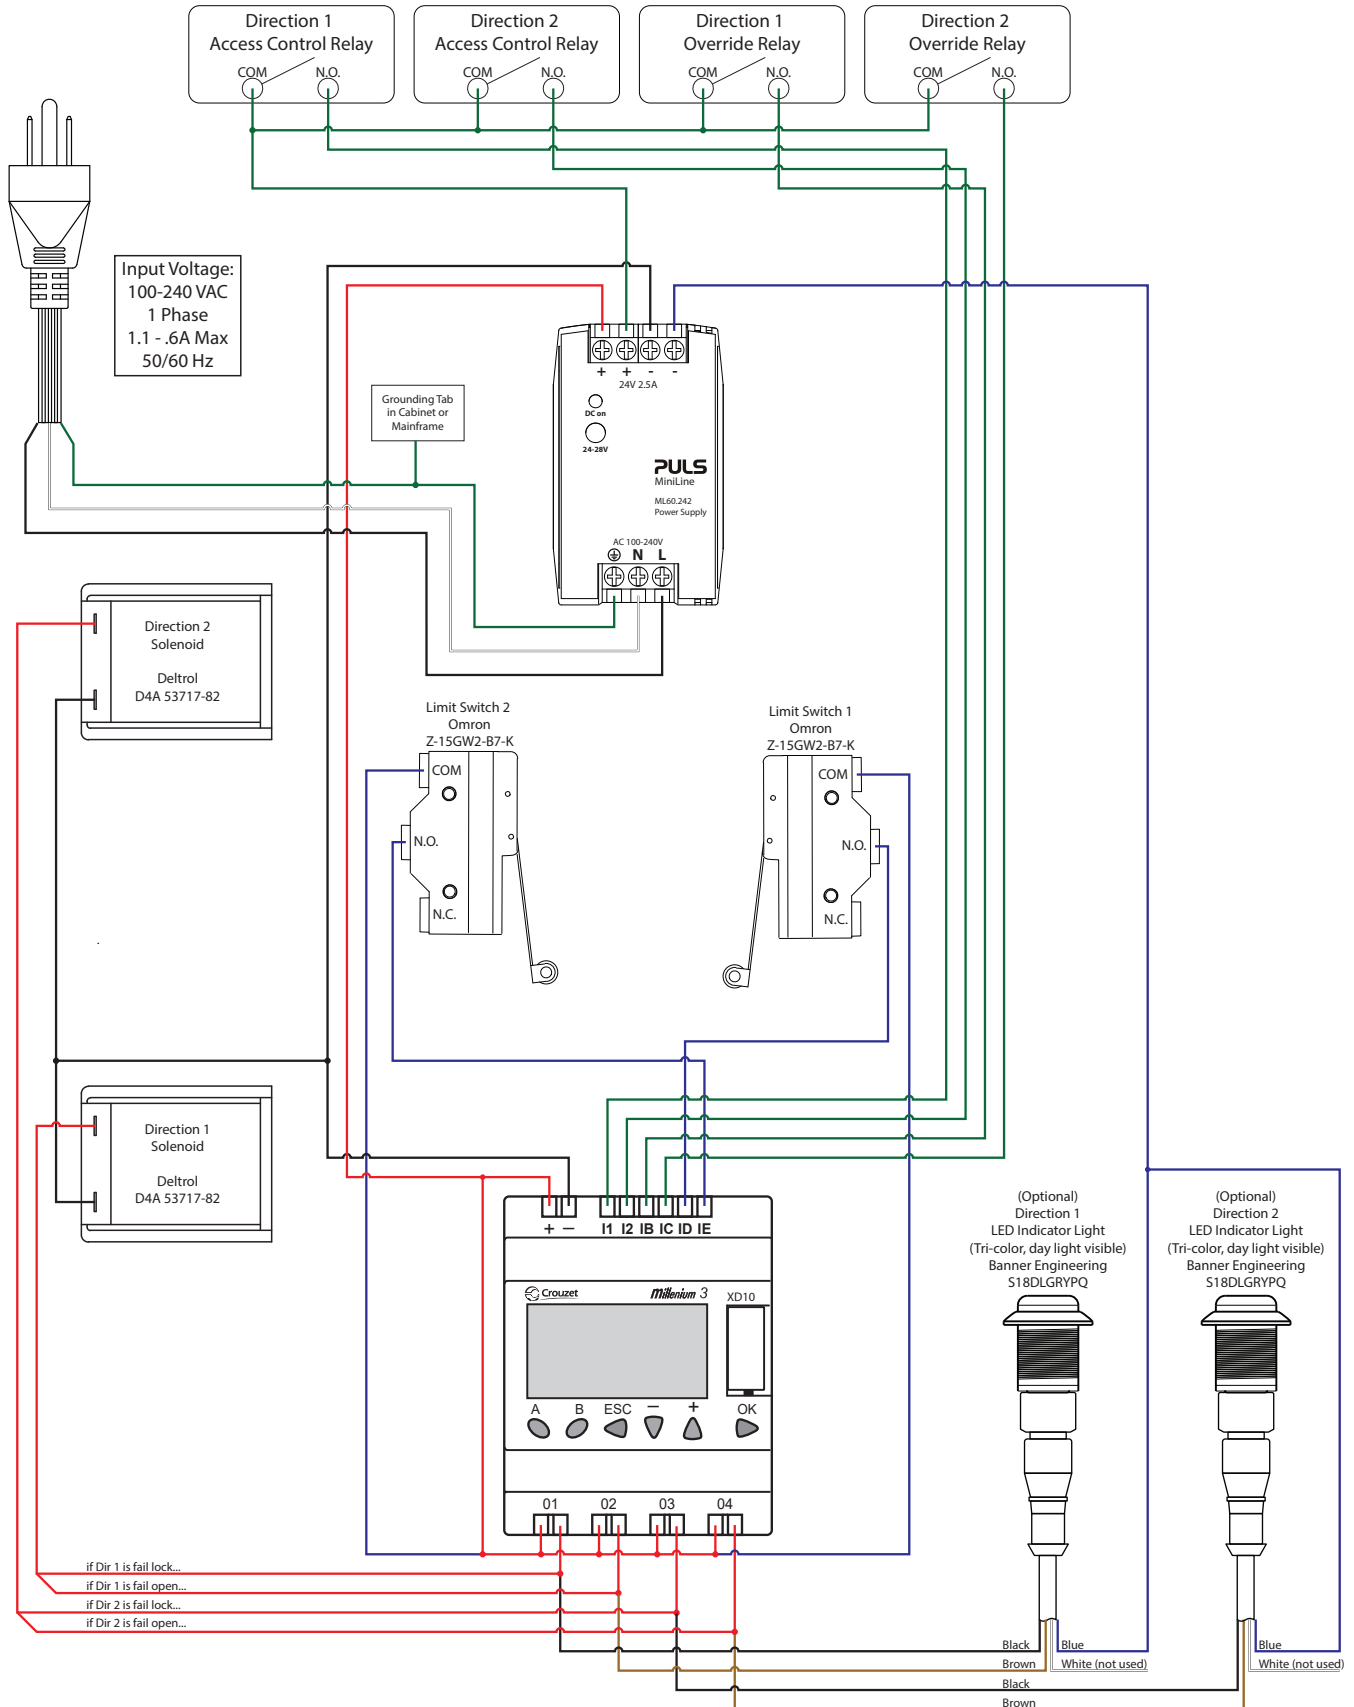 Direction 1
Access Control Relay
COM
N.O.
Direction 2
Access Control Relay
COM
N.O.
Direction 1
Override Relay
COM
N.O.
Direction 2
Override Relay
COM
N.O.
Input Voltage:
100-240 VAC
1 Phase
1.1 - .6A Max
50/60 Hz
Grounding Tab
in Cabinet or
Mainframe
+ + - -
24V 2.5A
DC on
24-28V
PULS
MiniLine
ML60.242
Power Supply
AC 100-240V
N L
Direction 2
Solenoid
Deltrol
D4A 53717-82
Limit Switch 2
Omron
Z-15GW2-B7-K
COM
N.O.
N.C.
Limit Switch 1
Omron
Z-15GW2-B7-K
COM
N.O.
N.C.
Direction 1
Solenoid
Deltrol
D4A 53717-82
+ − I1 I2 IB IC ID IE
Crouzet
Millenium 3
XD10
A B ESC − + OK
01 02 03 04
(Optional)
Direction 1
LED Indicator Light
(Tri-color, day light visible)
Banner Engineering
S18DLGRYPQ
(Optional)
Direction 2
LED Indicator Light
(Tri-color, day light visible)
Banner Engineering
S18DLGRYPQ
if Dir 1 is fail lock...
if Dir 1 is fail open...
if Dir 2 is fail lock...
if Dir 2 is fail open...
Black
Blue
Brown
White (not used)
Blue
White (not used)
Black
Brown